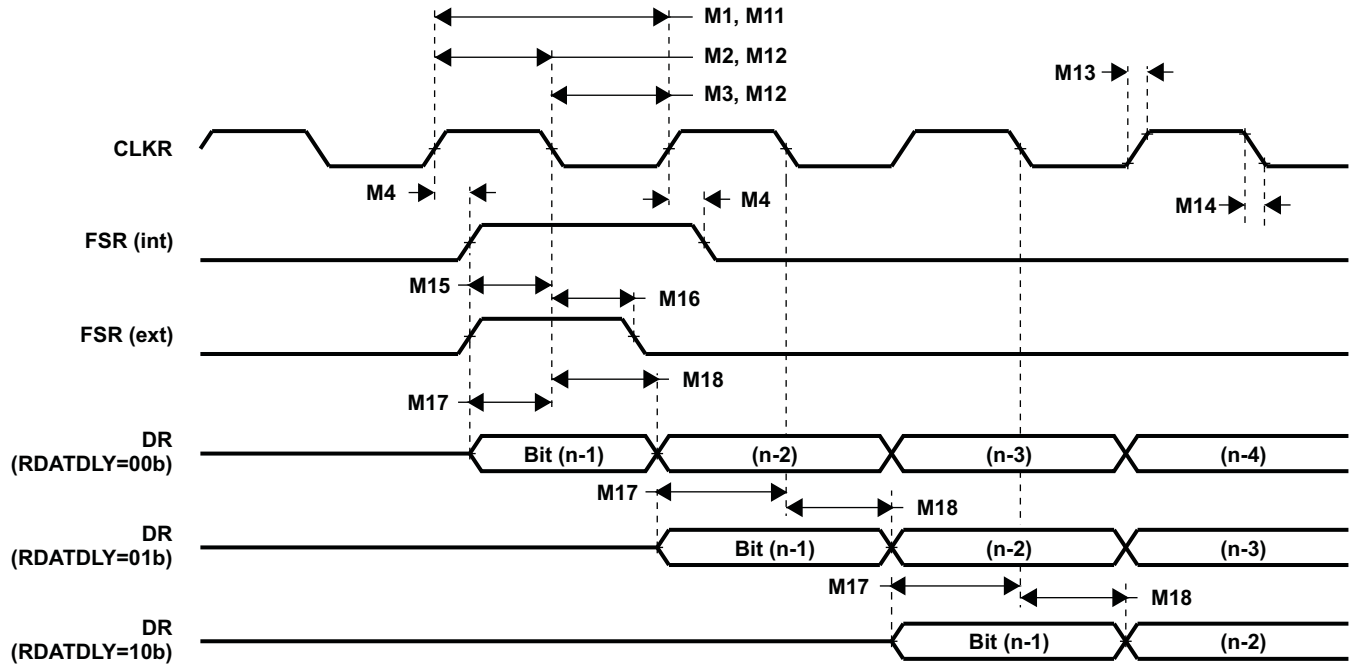 M1, M11
M2, M12
M13
M3, M12
CLKR
M4
M4
M14
FSR (int)
M15
M16
FSR (ext)
M18
M17
DR
(RDATDLY=00b)
Bit (n-1)
(n-2)
(n-3)
(n-4)
M17
M18
DR
(RDATDLY=01b)
Bit (n-1)
(n-2)
(n-3)
M17
M18
DR
(RDATDLY=10b)
Bit (n-1)
(n-2)